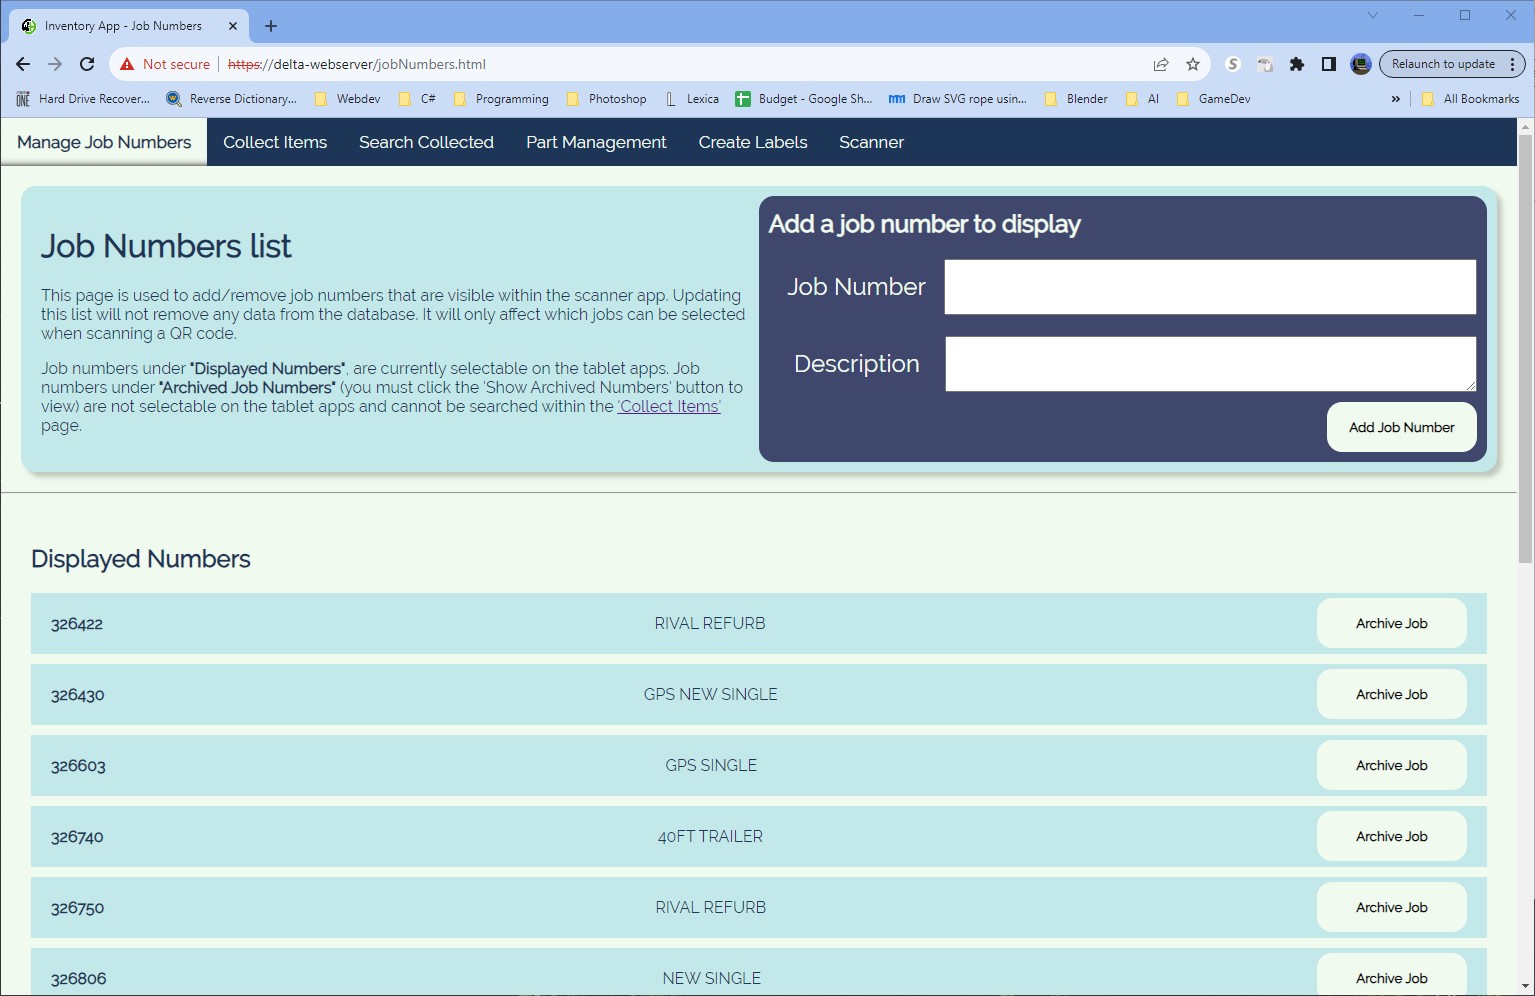 Inventory App - Job Numbers
Not secure https://delta-webserver/jobNumbers.html
Relaunch to update
Hard Drive Recover... Reverse Dictionary... Webdev C# Programming Photoshop Lexica Budget - Google Sh... Draw SVG rope usin... Blender AI GameDev » All Bookmarks
Manage Job Numbers Collect Items Search Collected Part Management Create Labels Scanner
Job Numbers list
This page is used to add/remove job numbers that are visible within the scanner app. Updating
this list will not remove any data from the database. It will only affect which jobs can be selected
when scanning a QR code.
Job numbers under "Displayed Numbers", are currently selectable on the tablet apps. Job
numbers under "Archived Job Numbers" (you must click the 'Show Archived Numbers' button to
view) are not selectable on the tablet apps and cannot be searched within the 'Collect Items'
page.
Add a job number to display
Job Number
Description
Add Job Number
Displayed Numbers
326422 RIVAL REFURB Archive Job
326430 GPS NEW SINGLE Archive Job
326603 GPS SINGLE Archive Job
326740 40FT TRAILER Archive Job
326750 RIVAL REFURB Archive Job
326806 NEW SINGLE Archive Job